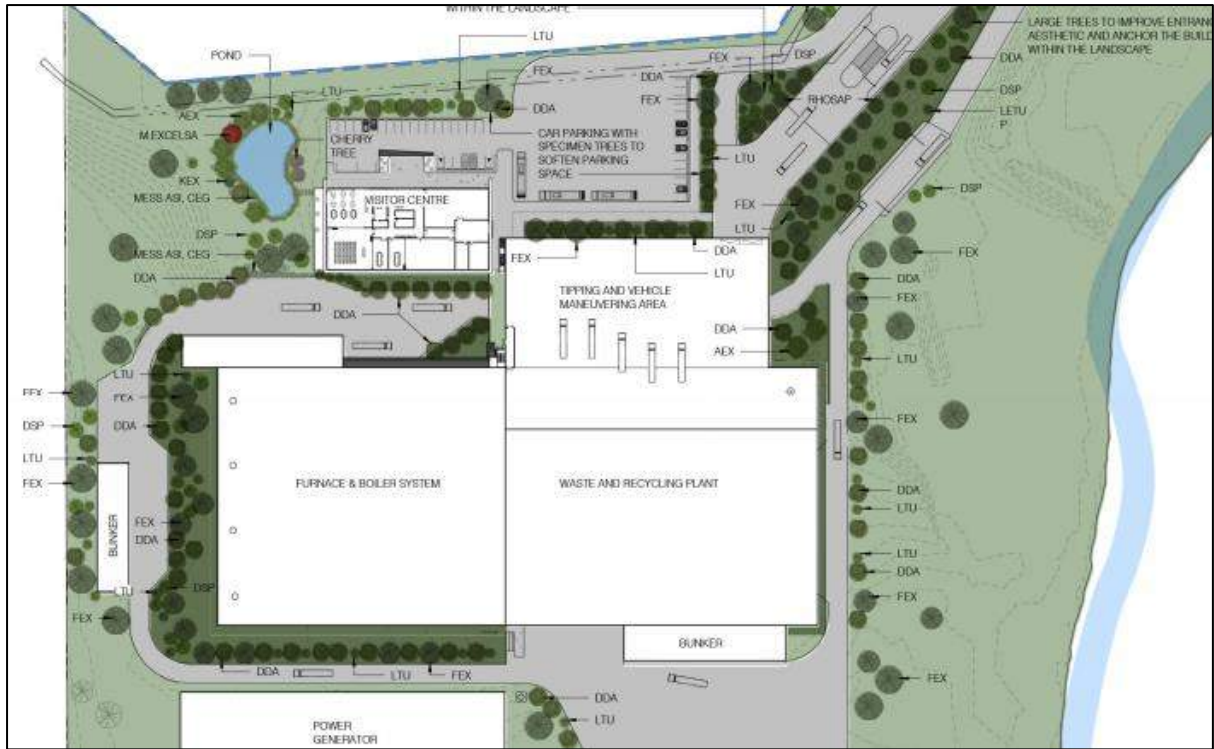 WITHIN THE LANDSCAPE
LARGE TREES TO IMPROVE ENTRANC
AESTHETIC AND ANCHOR THE BUILD
WITHIN THE LANDSCAPE
LTU
POND
FEX
DSP
FEX
DDA
DDA
DSP
LTU
FEX
RHOSAP
LETU
P
AEX
DDA
M.EXCELSA
CHERRY
TREE
CAR PARKING WITH
SPECIMEN TREES TO
SOFTEN PARKING
SPACE
LTU
KEX
MESS ASI, CEG
VISITOR CENTRE
DSP
FEX
LTU
DSP
MESS ASI, CEG
FEX
DDA
FEX
LTU
DDA
DDA
TIPPING AND VEHICLE
MANEUVERING AREA
FEX
DDA
DDA
AEX
LTU
LTU
FEX
FEX
DSP
DDA
FEX
LTU
FEX
FURNACE & BOILER SYSTEM
WASTE AND RECYCLING PLANT
DDA
LTU
BUNKER
FEX
DDA
LTU
DDA
LTU
DSP
FEX
FEX
BUNKER
DDA
LTU
FEX
FEX
DDA
LTU
POWER
GENERATOR